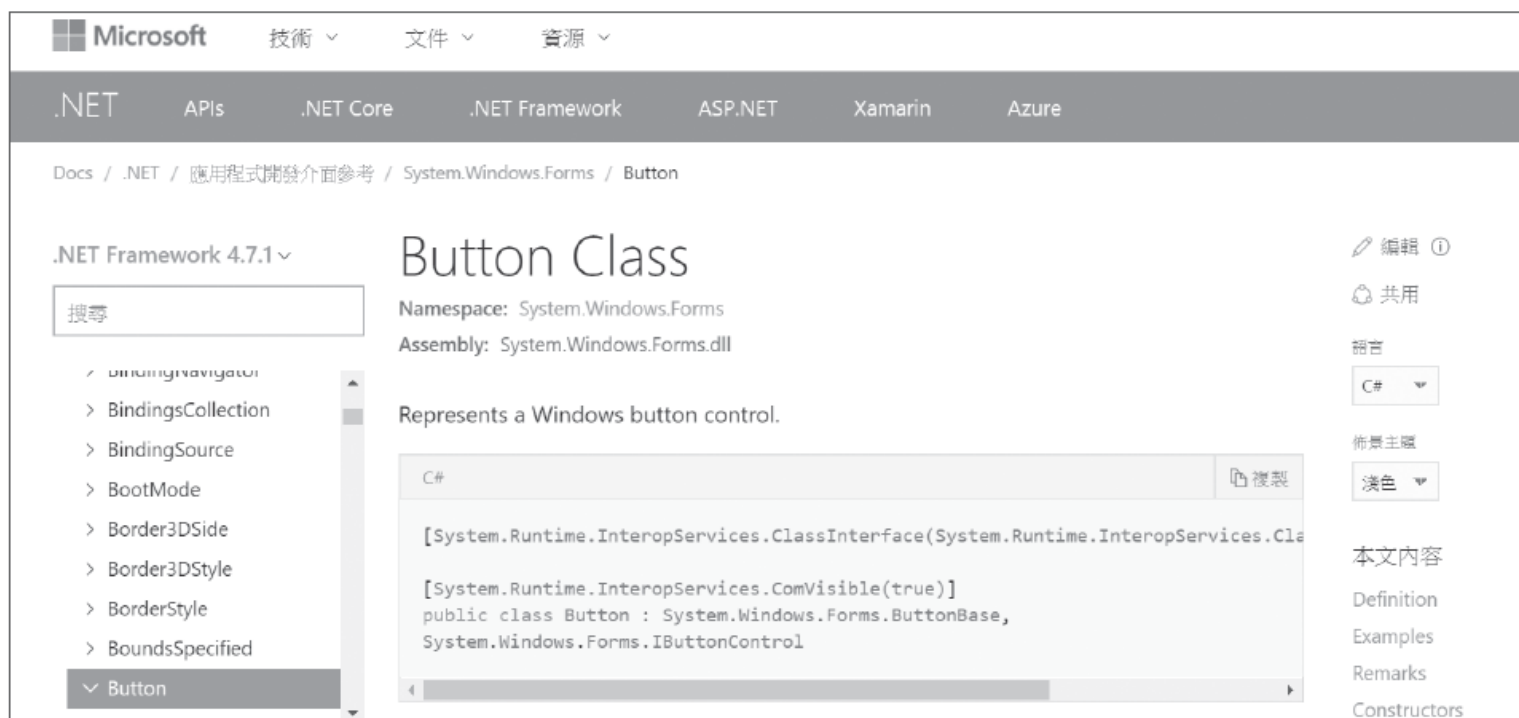 Microsoft 技術 文件 資源
.NET APIs .NET Core .NET Framework ASP.NET Xamarin Azure
Docs / .NET / 應用程式開發介面參考 / System.Windows.Forms / Button
.NET Framework 4.7.1
搜尋
BindingNavigator
BindingsCollection
BindingSource
BootMode
Border3DSide
Border3DStyle
BorderStyle
BoundsSpecified
Button
Button Class
Namespace: System.Windows.Forms
Assembly: System.Windows.Forms.dll
Represents a Windows button control.
C# 複製
[System.Runtime.InteropServices.ClassInterface(System.Runtime.InteropServices.Cla
[System.Runtime.InteropServices.ComVisible(true)]
public class Button : System.Windows.Forms.ButtonBase,
System.Windows.Forms.IButtonControl
編輯
共用
語言
C#
佈景主題
淺色
本文內容
Definition
Examples
Remarks
Constructors